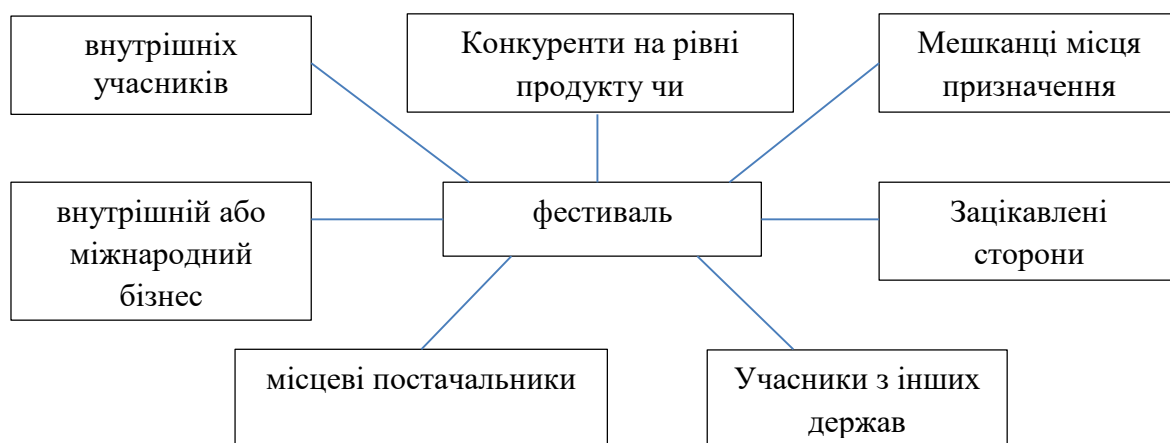 внутрішніх
учасників
Конкуренти на рівні
продукту чи
Мешканці місця
призначення
внутрішній або
міжнародний
бізнес
фестиваль
Зацікавлені
сторони
місцеві постачальники
Учасники з інших
держав